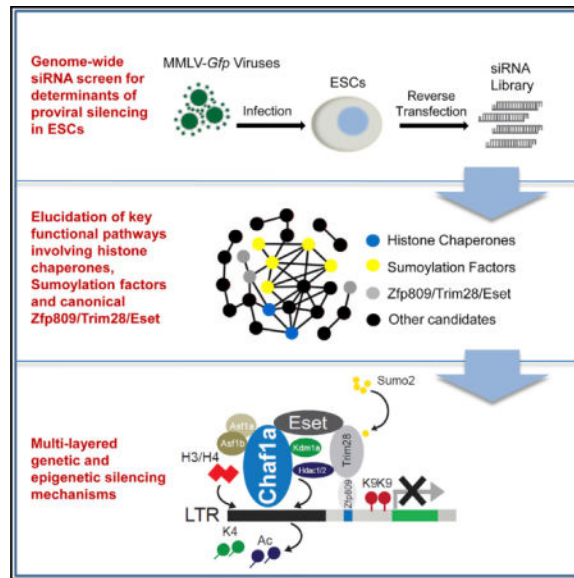 Genome-wide
siRNA screen for
determinants of
proviral silencing
in ESCs
MMLV-Gfp Viruses
Infection
ESCs
Reverse
Transfection
siRNA
Library
Elucidation of key
functional pathways
involving histone
chaperones,
Sumoylation factors
and canonical
Zfp809/Trim28/Eset
Histone Chaperones
Sumoylation Factors
Zfp809/Trim28/Eset
Other candidates
Multi-layered
genetic and
epigenetic silencing
mechanisms
Sumo2
Asf1a
Asf1b
Eset
Chaf1a
Kdm1a
Hdac1/2
Trim28
Zfp809
H3/H4
K9K9
LTR
K4
Ac